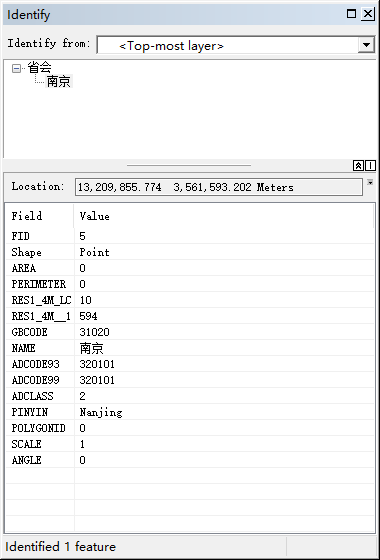 Identify
Identify from: <Top-most layer>
省会
南京
Location: 13,209,855.774 3,561,593.202 Meters
Field Value
FID 5
Shape Point
AREA 0
PERIMETER 0
RES1_4M_LC 10
RES1_4M__1 594
GBCODE 31020
NAME 南京
ADCODE93 320101
ADCODE99 320101
ADCLASS 2
PINYIN Nanjing
POLYGONID 0
SCALE 1
ANGLE 0
Identified 1 feature